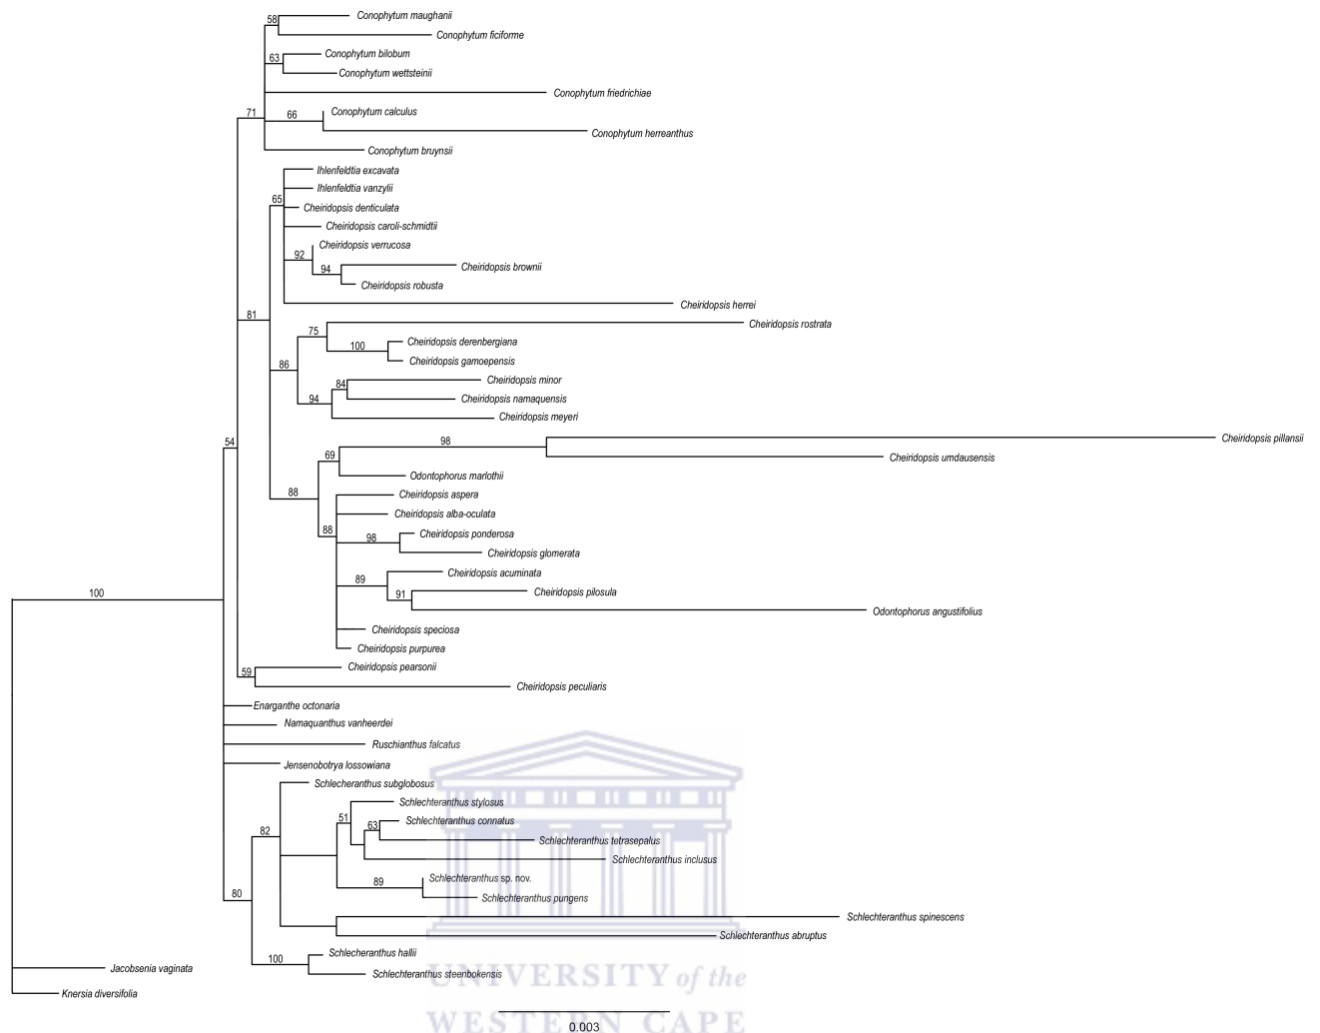 58
Conophytum maughanii
Conophytum ficiforme
63
Conophytum bilobum
Conophytum wettsteinii
Conophytum friedrichiae
71
66
Conophytum calculus
Conophytum herreanthus
Conophytum bruynsii
Ihlenfeldtia excavata
Ihlenfeldtia vanzylii
65
Cheiridopsis denticulata
Cheiridopsis caroli-schmidtii
Cheiridopsis verrucosa
92
94
Cheiridopsis brownii
Cheiridopsis robusta
Cheiridopsis herrei
81
Cheiridopsis rostrata
75
Cheiridopsis derenbergiana
100
Cheiridopsis gamoepensis
86
84
Cheiridopsis minor
94
Cheiridopsis namaquensis
Cheiridopsis meyeri
54
98
Cheiridopsis pillansii
69
Cheiridopsis umdausensis
Odontophorus marlothii
88
Cheiridopsis aspera
Cheiridopsis alba-oculata
88
98
Cheiridopsis ponderosa
Cheiridopsis glomerata
89
Cheiridopsis acuminata
91
Cheiridopsis pilosula
100
Odontophorus angustifolius
Cheiridopsis speciosa
Cheiridopsis purpurea
59
Cheiridopsis pearsonii
Cheiridopsis peculiaris
Enarganthe octonaria
Namaquanthus vanheerdei
Ruschianthus falcatus
Jensenobotrya lossowiana
Schlecheranthus subglobosus
Schlechteranthus stylosus
51
63
Schlechteranthus connatus
82
Schlechteranthus tetrasepalus
Schlechteranthus inclusus
89
Schlechteranthus sp. nov.
80
Schlechteranthus pungens
Schlechteranthus spinescens
Schlechteranthus abruptus
100
Schlecheranthus hallii
Jacobsenia vaginata
Schlechteranthus steenbokensis
UNIVERSITY of the
Knersia diversifolia
WESTERN CAPE
0.003